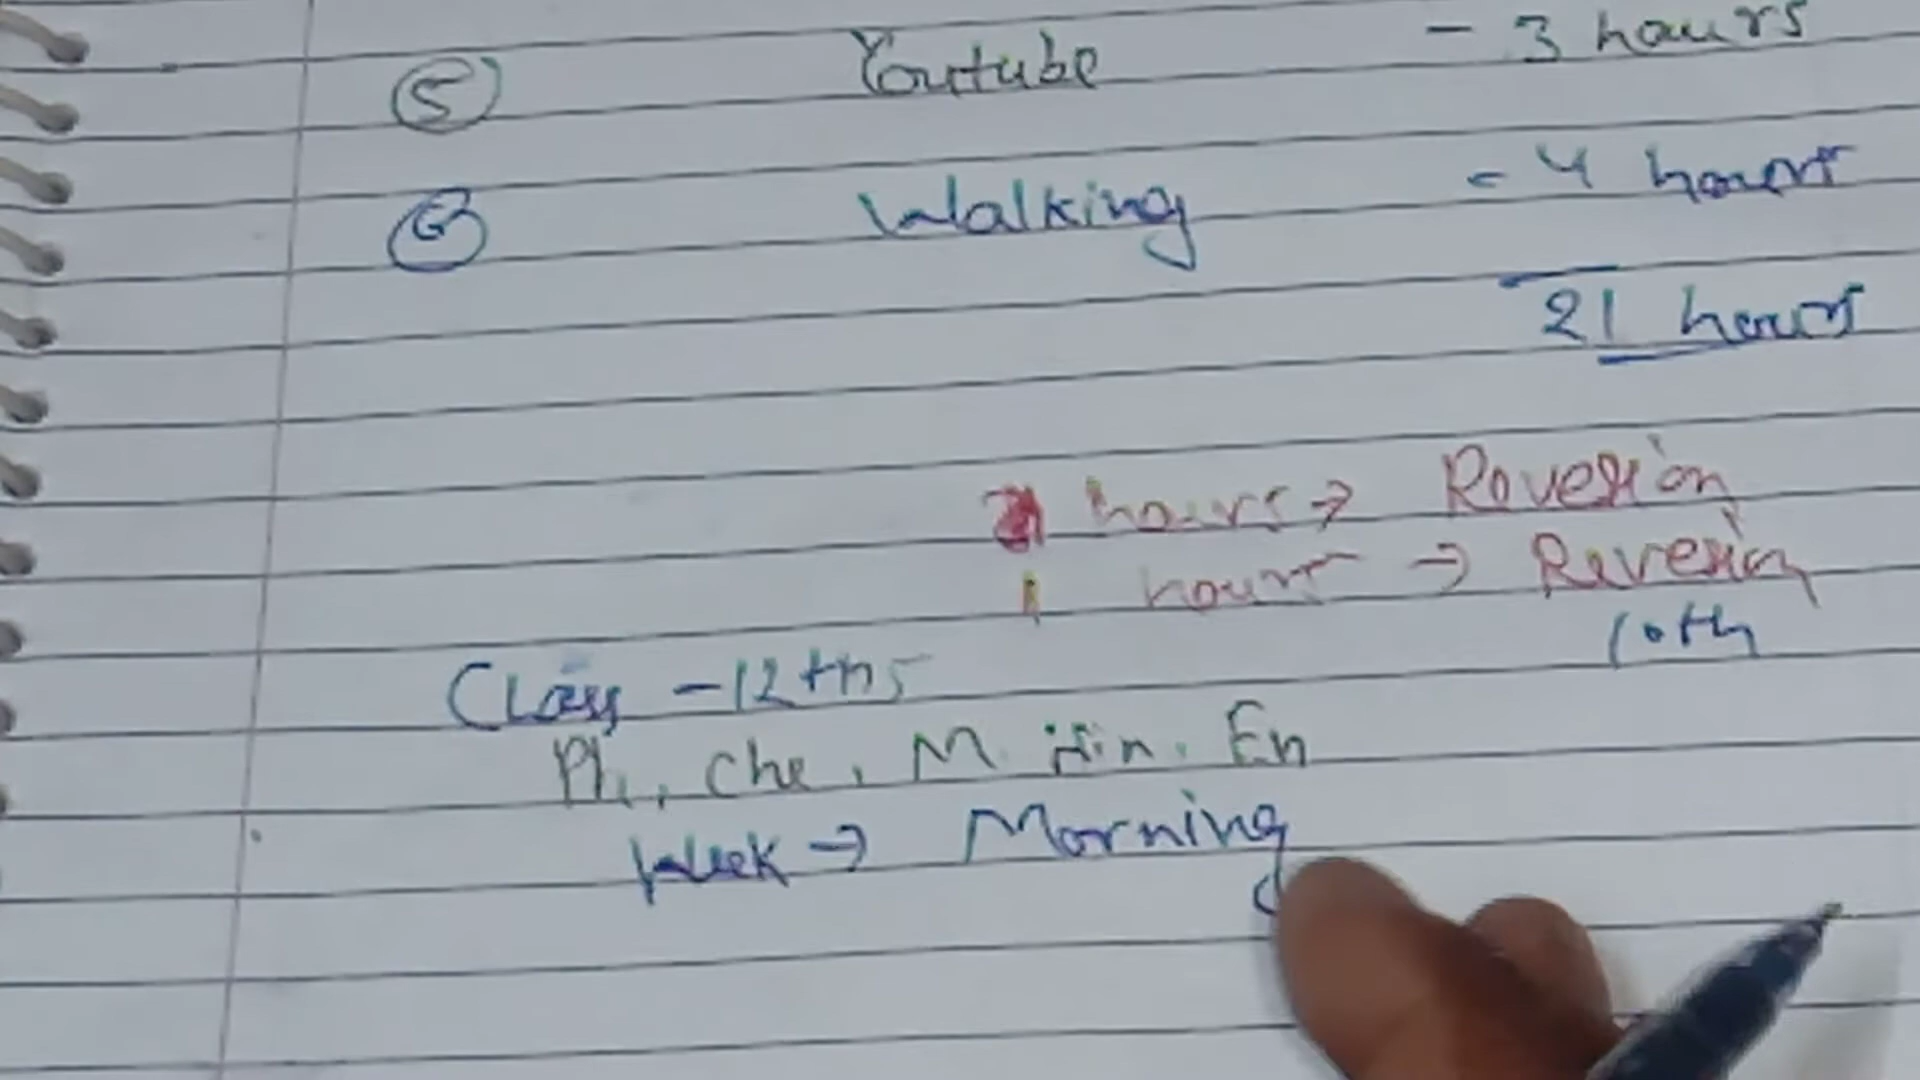 5 Youtube - 3 hours
6 Walking - 4 hours
21 hours
hours → Revesion
1 hours → Revesion
10th
Class - 12th
Ph, Che, M. Hin. En
Week → Morning